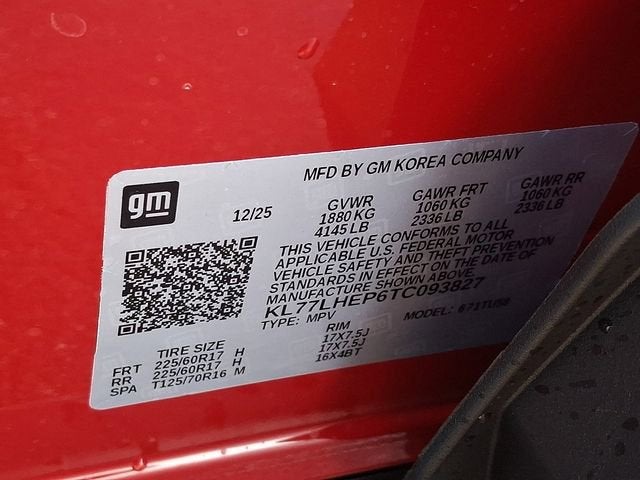 gm
MFD BY GM KOREA COMPANY
12/25
GVWR GAWR FRT GAWR RR
1880 KG 1060 KG 1060 KG
4145 LB 2336 LB 2336 LB
THIS VEHICLE CONFORMS TO ALL
APPLICABLE U.S. FEDERAL MOTOR
VEHICLE SAFETY AND THEFT PREVENTION
STANDARDS IN EFFECT ON THE DATE OF
MANUFACTURE SHOWN ABOVE.
KL77LHEP6TC093827
TYPE: MPV MODEL: 671TU58
TIRE SIZE RIM
FRT 225/60R17 H 17X7.5J
RR 225/60R17 H 17X7.5J
SPA T125/70R16 M 16X4BT